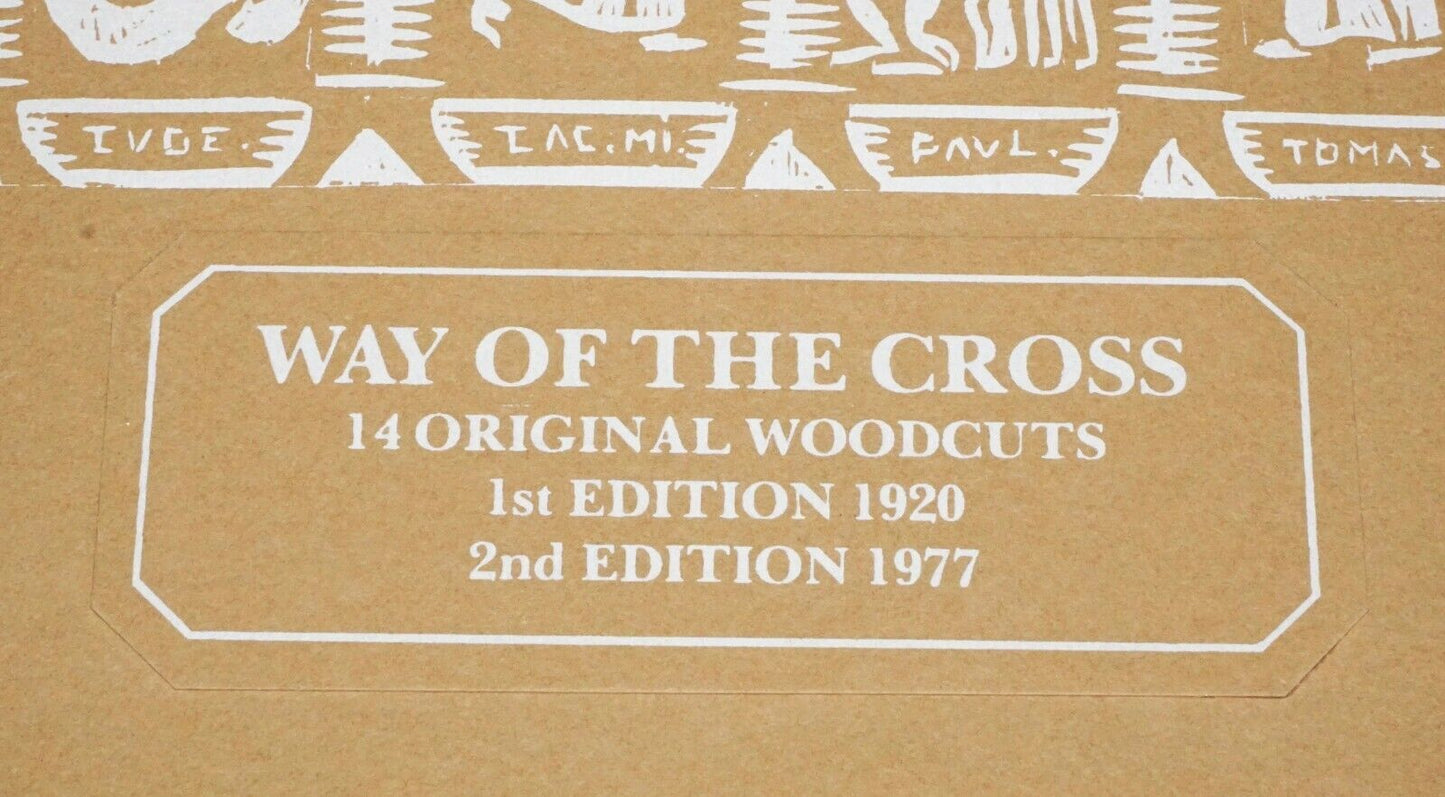 IVDE. IAC:MI. PAVL. TOMAS
WAY OF THE CROSS
14 ORIGINAL WOODCUTS
1st EDITION 1920
2nd EDITION 1977